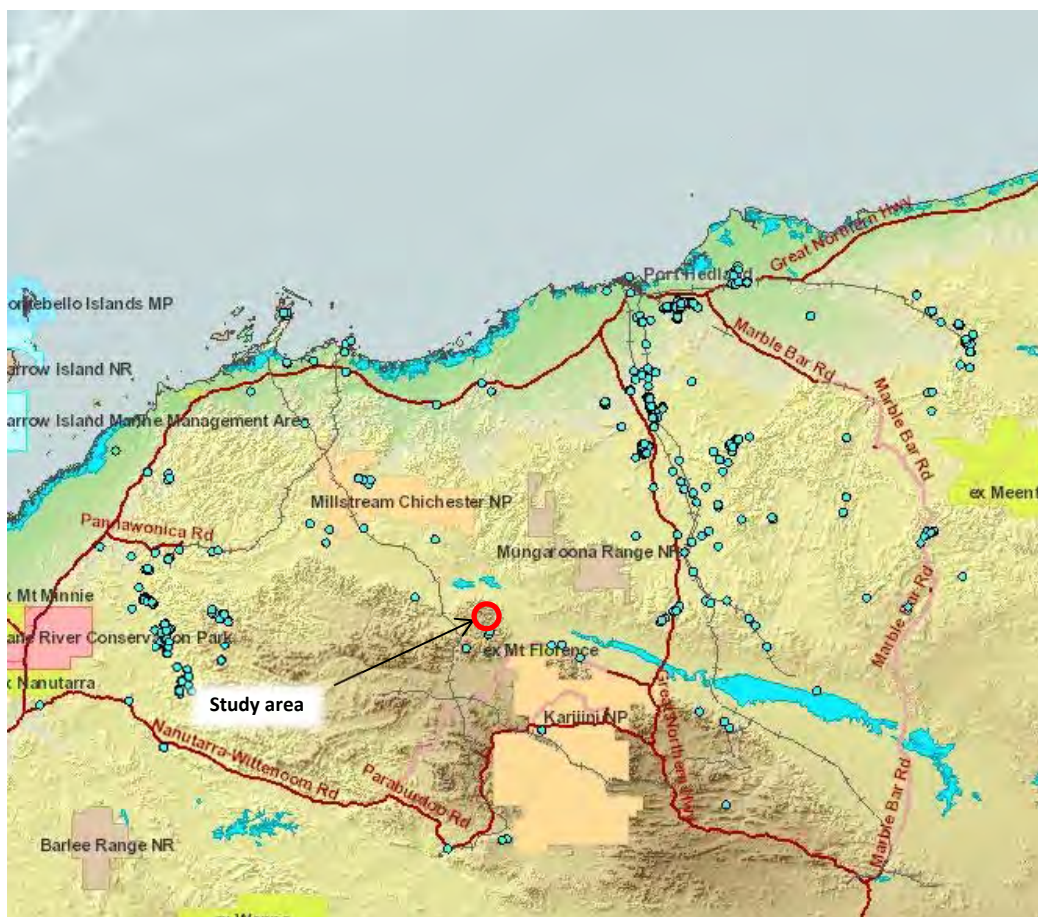 Great Northern Hwy
Port Hedland
Islands MP
Marble Bar Rd
arrow Island NR
Marble Bar Rd
arrow Island Marine Management Area
Millstream Chichester NP
ex Meent
Pannawonica Rd
Mungaroona Range NR
x Mt Minnie
Marble Bar Rd
ane River Conservation Park
ex Mt Florence
x Nanutarra
Study area
Karijini NP
Great Northern Hwy
Nanutarra-Wittenoom Rd
Paraburdoo Rd
Marble Bar Rd
Barlee Range NR